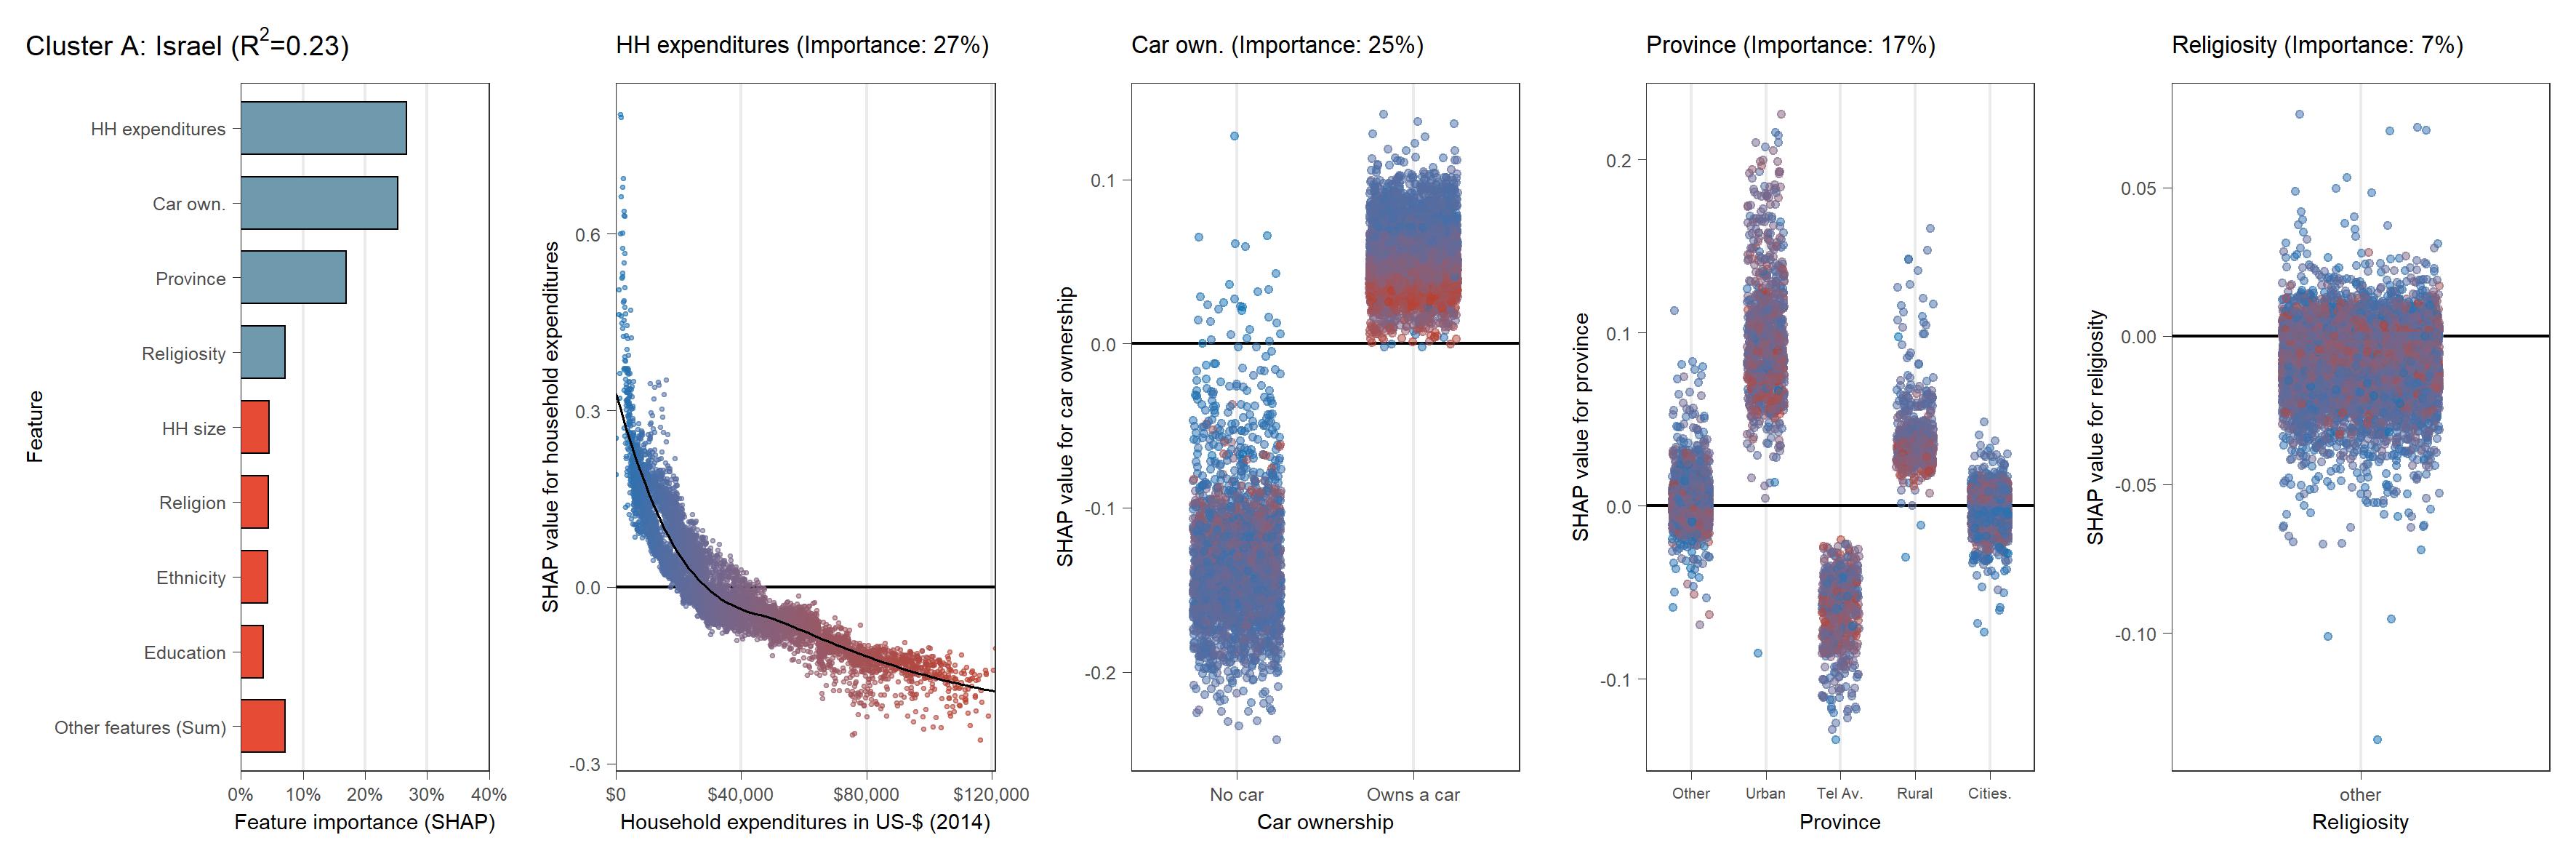 Cluster A: Israel (R²=0.23)
Feature
HH expenditures
Car own.
Province
Religiosity
HH size
Religion
Ethnicity
Education
Other features (Sum)
0% 10% 20% 30% 40%
Feature importance (SHAP)
HH expenditures (Importance: 27%)
SHAP value for household expenditures
0.6
0.3
0.0
-0.3
$0 $40,000 $80,000 $120,000
Household expenditures in US-$ (2014)
Car own. (Importance: 25%)
SHAP value for car ownership
0.1
0.0
-0.1
-0.2
No car Owns a car
Car ownership
Province (Importance: 17%)
SHAP value for province
0.2
0.1
0.0
-0.1
Other Urban Tel Av. Rural Cities.
Province
Religiosity (Importance: 7%)
SHAP value for religiosity
0.05
0.00
-0.05
-0.10
other
Religiosity